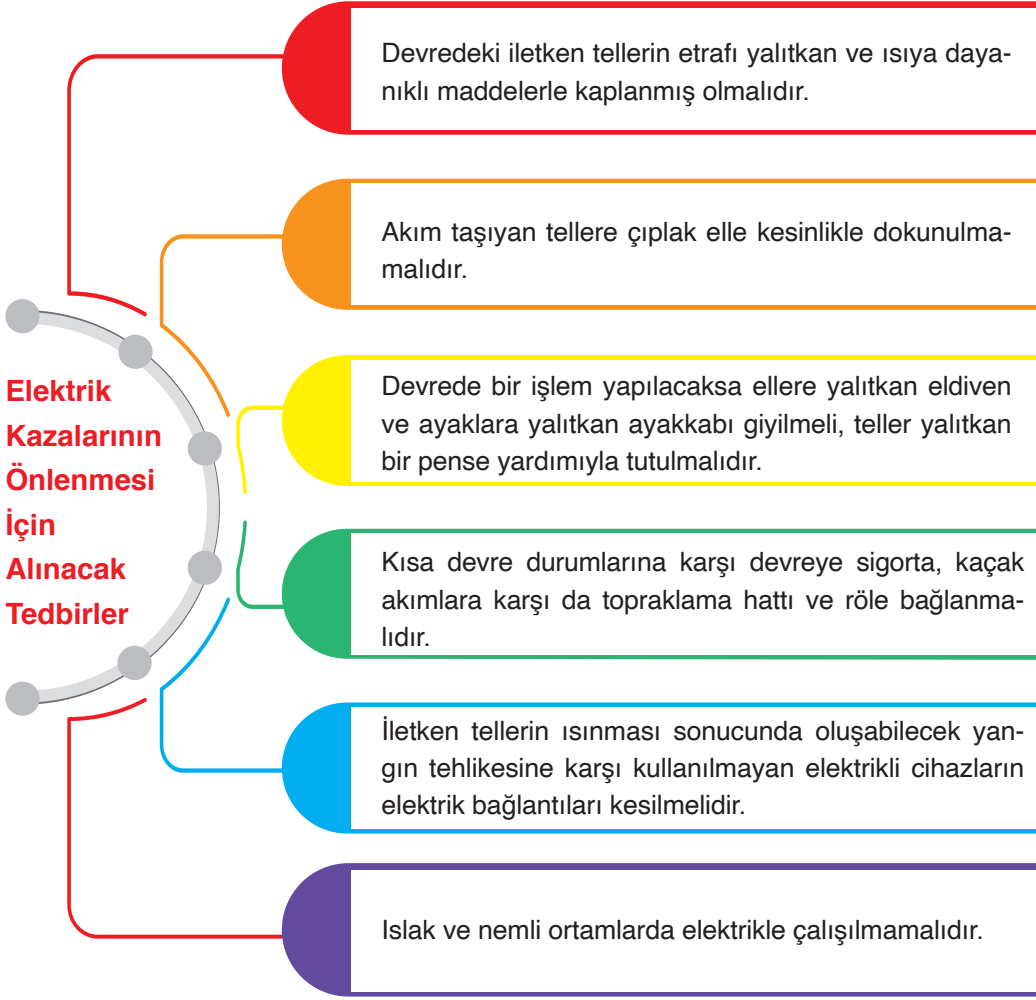 Elektrik
Kazalarının
Önlenmesi
İçin
Alınacak
Tedbirler
Devredeki iletken tellerin etrafı yalıtkan ve ısıya daya-
nıklı maddelerle kaplanmış olmalıdır.
Akım taşıyan tellere çıplak elle kesinlikle dokunulma-
malıdır.
Devrede bir işlem yapılacaksa ellere yalıtkan eldiven
ve ayaklara yalıtkan ayakkabı giyilmeli, teller yalıtkan
bir pense yardımıyla tutulmalıdır.
Kısa devre durumlarına karşı devreye sigorta, kaçak
akımlara karşı da topraklama hattı ve röle bağlanma-
lıdır.
İletken tellerin ısınması sonucunda oluşabilecek yan-
gın tehlikesine karşı kullanılmayan elektrikli cihazların
elektrik bağlantıları kesilmelidir.
Islak ve nemli ortamlarda elektrikle çalışılmamalıdır.